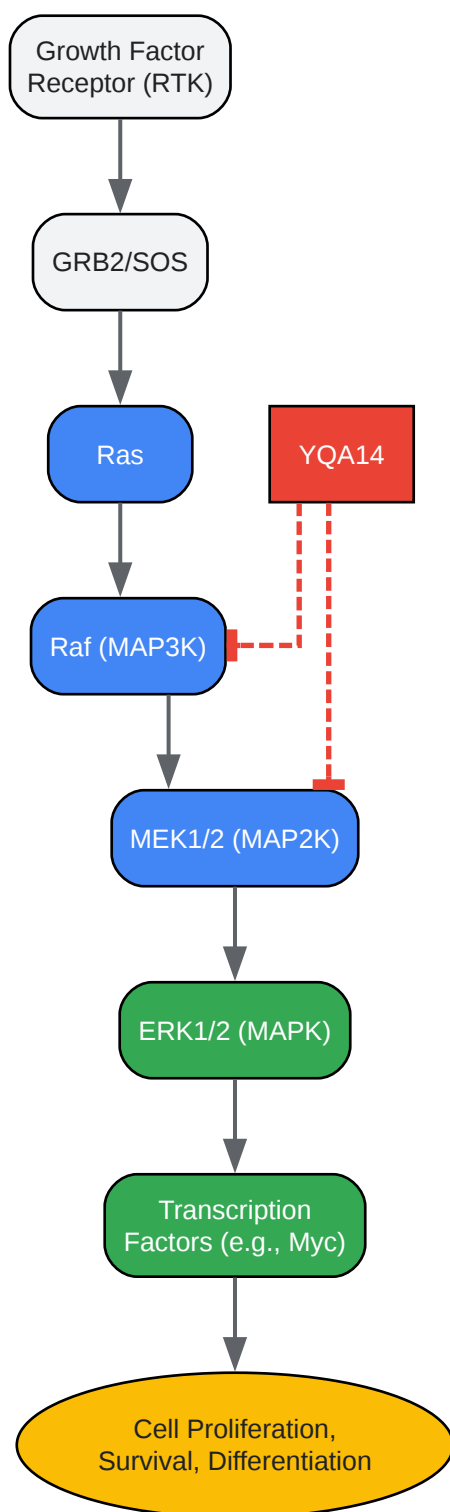 Growth Factor
Receptor (RTK)
GRB2/SOS
Ras
YQA14
Raf (MAP3K)
MEK1/2 (MAP2K)
ERK1/2 (MAPK)
Transcription
Factors (e.g., Myc)
Cell Proliferation,
Survival, Differentiation